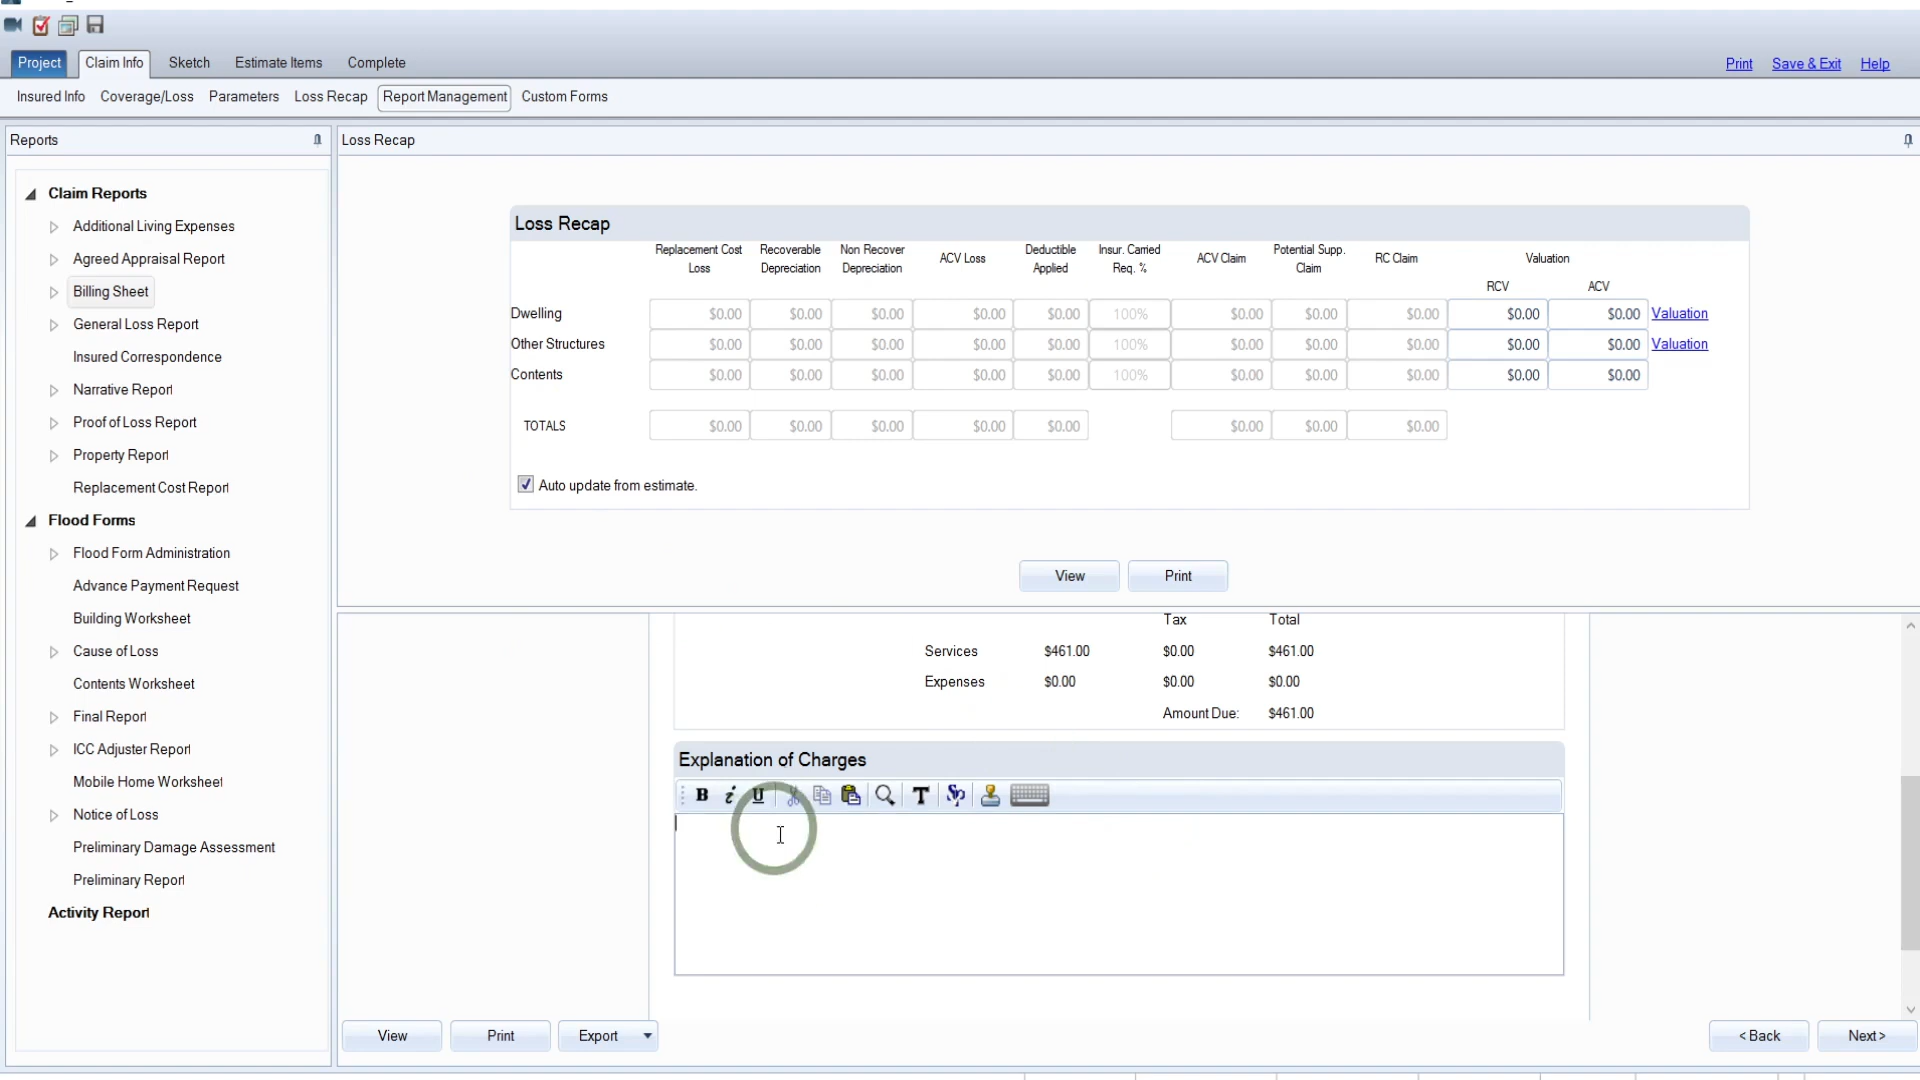 Project Claim Info Sketch Estimate Items Complete Print Save & Exit Help
Insured Info Coverage/Loss Parameters Loss Recap Report Management Custom Forms
Reports
Loss Recap
Claim Reports
Additional Living Expenses
Agreed Appraisal Report
Billing Sheet
General Loss Report
Insured Correspondence
Narrative Report
Proof of Loss Report
Property Report
Replacement Cost Report
Flood Forms
Flood Form Administration
Advance Payment Request
Building Worksheet
Cause of Loss
Contents Worksheet
Final Report
ICC Adjuster Report
Mobile Home Worksheet
Notice of Loss
Preliminary Damage Assessment
Preliminary Report
Activity Report
Loss Recap
Replacement Cost Recoverable Non Recover ACV Loss Deductible Insur. Carried ACV Claim Potential Supp. RC Claim Valuation
Loss Depreciation Depreciation Applied Req. % Claim
RCV ACV
Dwelling $0.00 $0.00 $0.00 $0.00 $0.00 100% $0.00 $0.00 $0.00 $0.00 $0.00 Valuation
Other Structures $0.00 $0.00 $0.00 $0.00 $0.00 100% $0.00 $0.00 $0.00 $0.00 $0.00 Valuation
Contents $0.00 $0.00 $0.00 $0.00 $0.00 100% $0.00 $0.00 $0.00 $0.00 $0.00
TOTALS $0.00 $0.00 $0.00 $0.00 $0.00 $0.00 $0.00 $0.00
Auto update from estimate.
View Print
Tax Total
Services $461.00 $0.00 $461.00
Expenses $0.00 $0.00 $0.00
Amount Due: $461.00
Explanation of Charges
B i U T
View Print Export < Back Next >